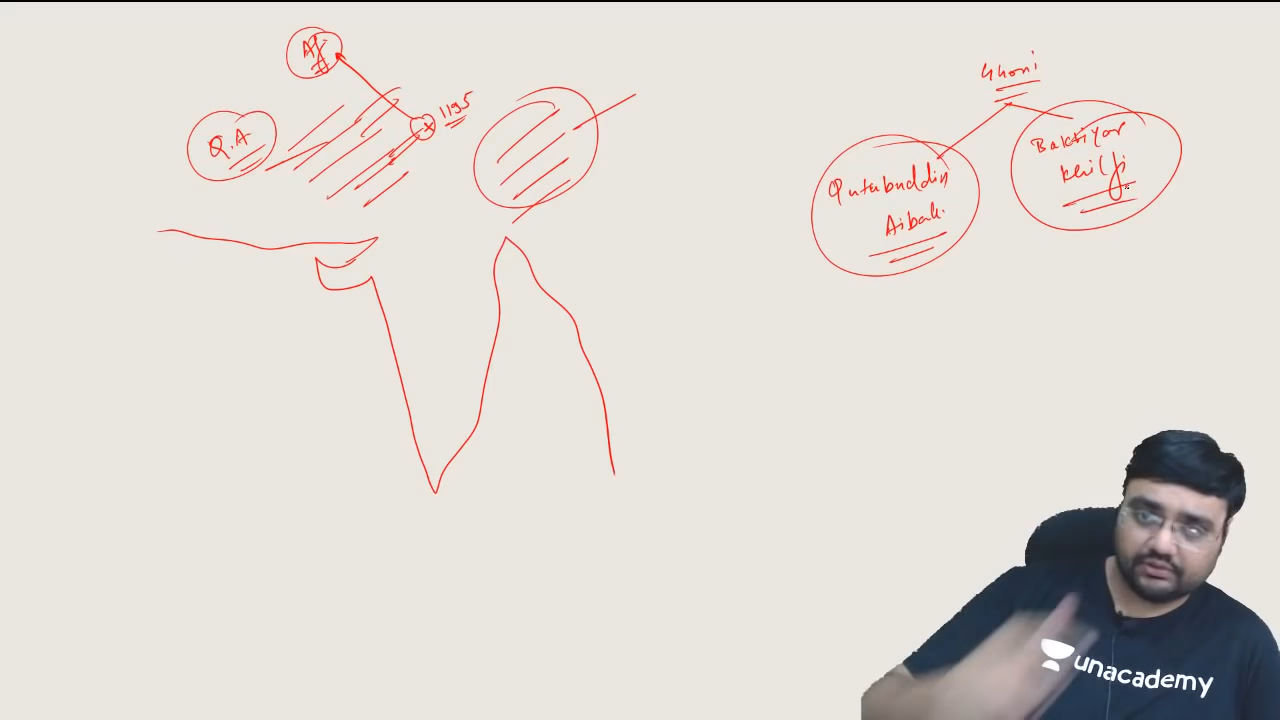 Af
1195
Q.A
Ghori
Qutubuddin
Aibak.
Baktiyar
Khilji
unacademy